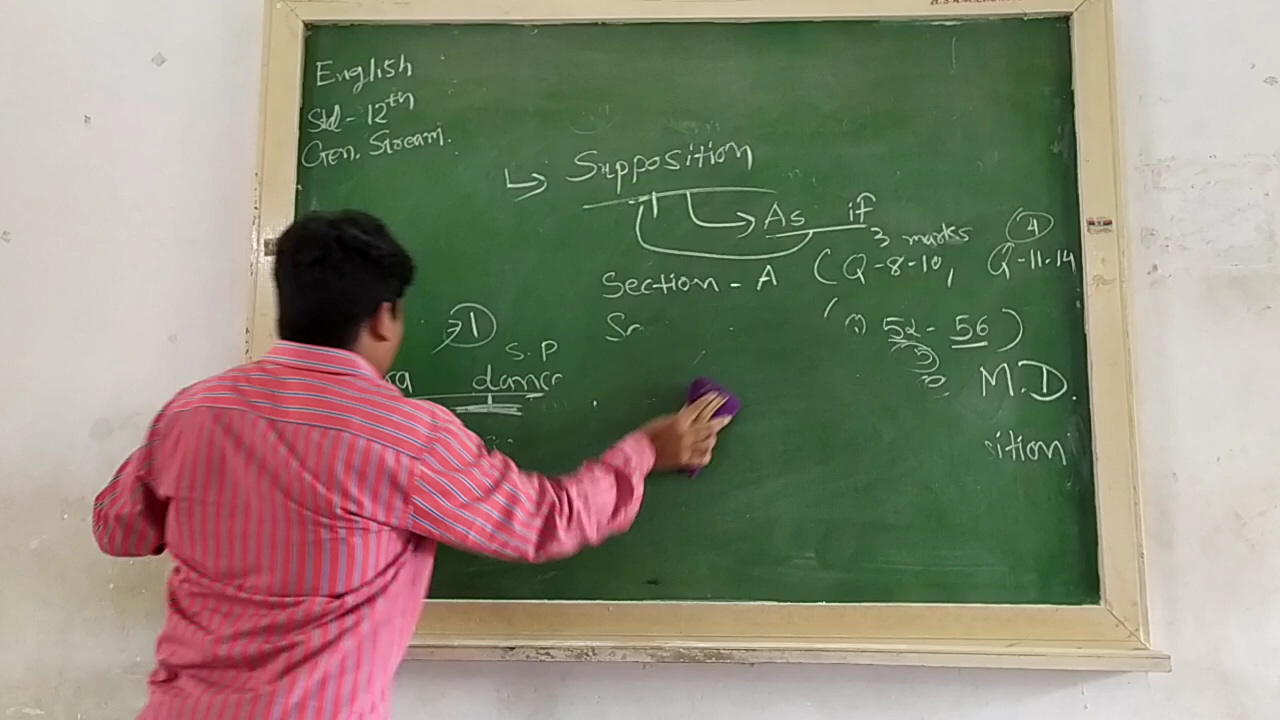 English
Std - 12th
Gen. Stream.
↳ Supposition
As if
3 marks (4)
Section - A (Q-8-10, Q-11-14
(i) 52 - 56)
①
S.P
dance
M.D.
sition